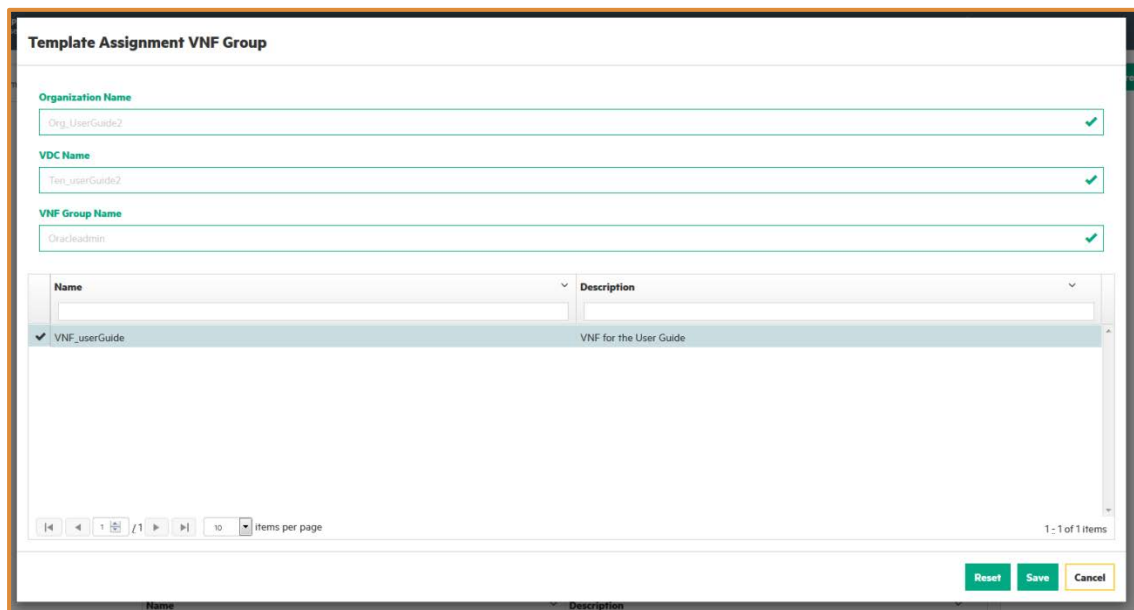 Template Assignment VNF Group
Organization Name
Org_UserGuide2
VDC Name
Ten_userGuide2
VNF Group Name
Oracleadmin
Name Description
VNF_userGuide VNF for the User Guide
1 / 1 10 items per page 1 - 1 of 1 items
Reset Save Cancel
Name Description